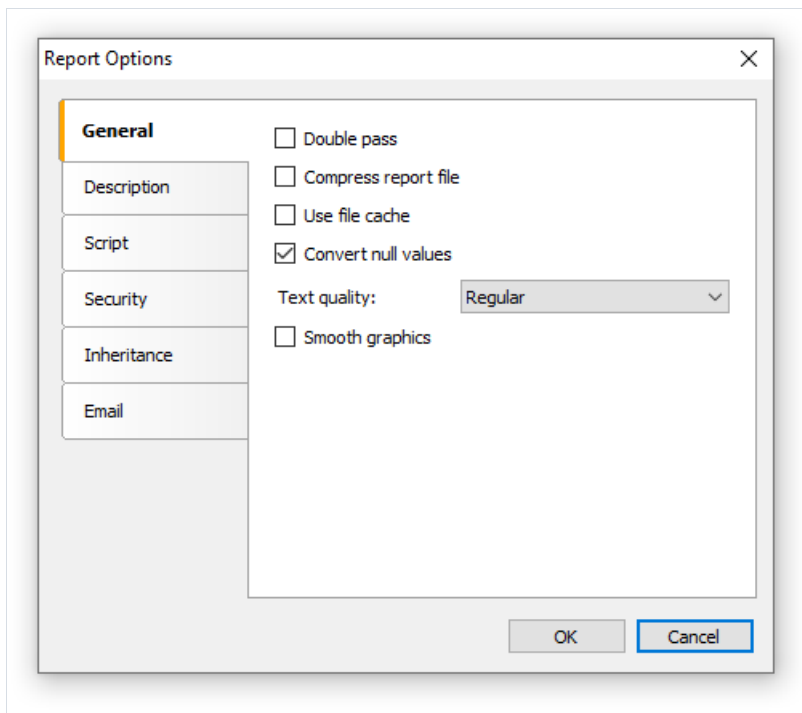 Report Options
General
Description
Script
Security
Inheritance
Email
Double pass
Compress report file
Use file cache
Convert null values
Text quality: Regular
Smooth graphics
OK Cancel